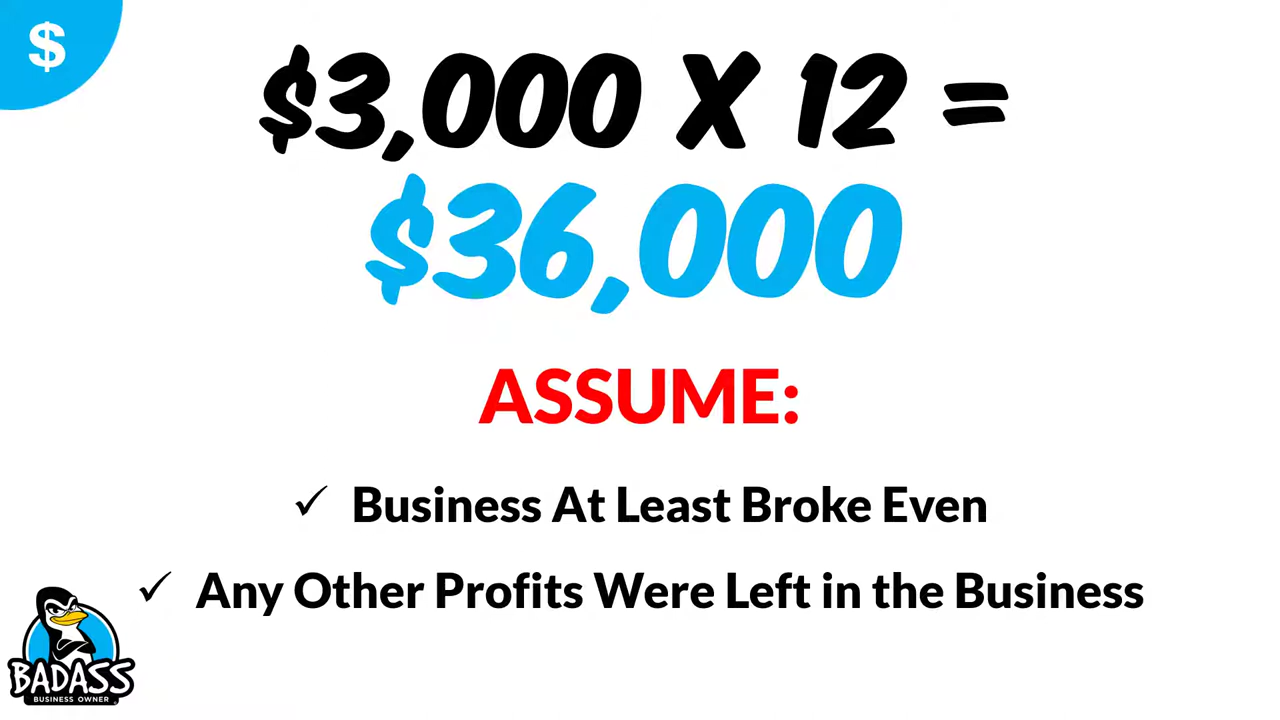 $
$3,000 X 12 =
$36,000
ASSUME:
✓ Business At Least Broke Even
✓ Any Other Profits Were Left in the Business
BADASS
BUSINESS OWNER